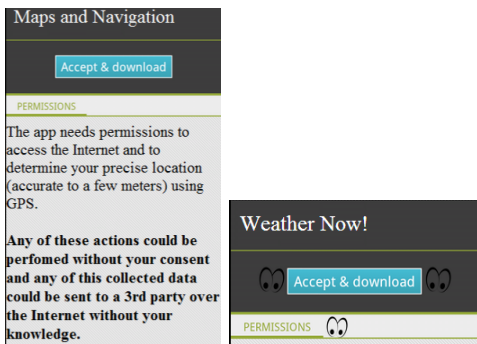 Maps and Navigation
Accept & download
PERMISSIONS
The app needs permissions to
access the Internet and to
determine your precise location
(accurate to a few meters) using
GPS.
Any of these actions could be
perfomed without your consent
and any of this collected data
could be sent to a 3rd party over
the Internet without your
knowledge.
Weather Now!
Accept & download
PERMISSIONS